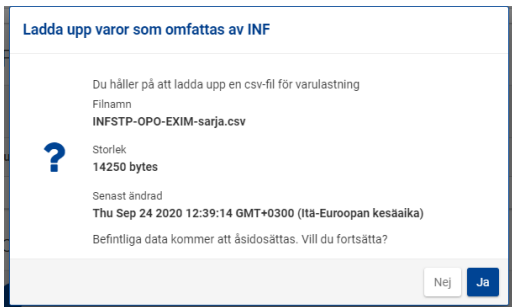 Ladda upp varor som omfattas av INF
Du håller på att ladda upp en csv-fil för varulastning
Filnamn
INFSTP-OPO-EXIM-sarja.csv
Storlek
14250 bytes
Senast ändrad
Thu Sep 24 2020 12:39:14 GMT+0300 (Itä-Euroopan kesäaika)
Befintliga data kommer att åsidosättas. Vill du fortsätta?
Nej
Ja